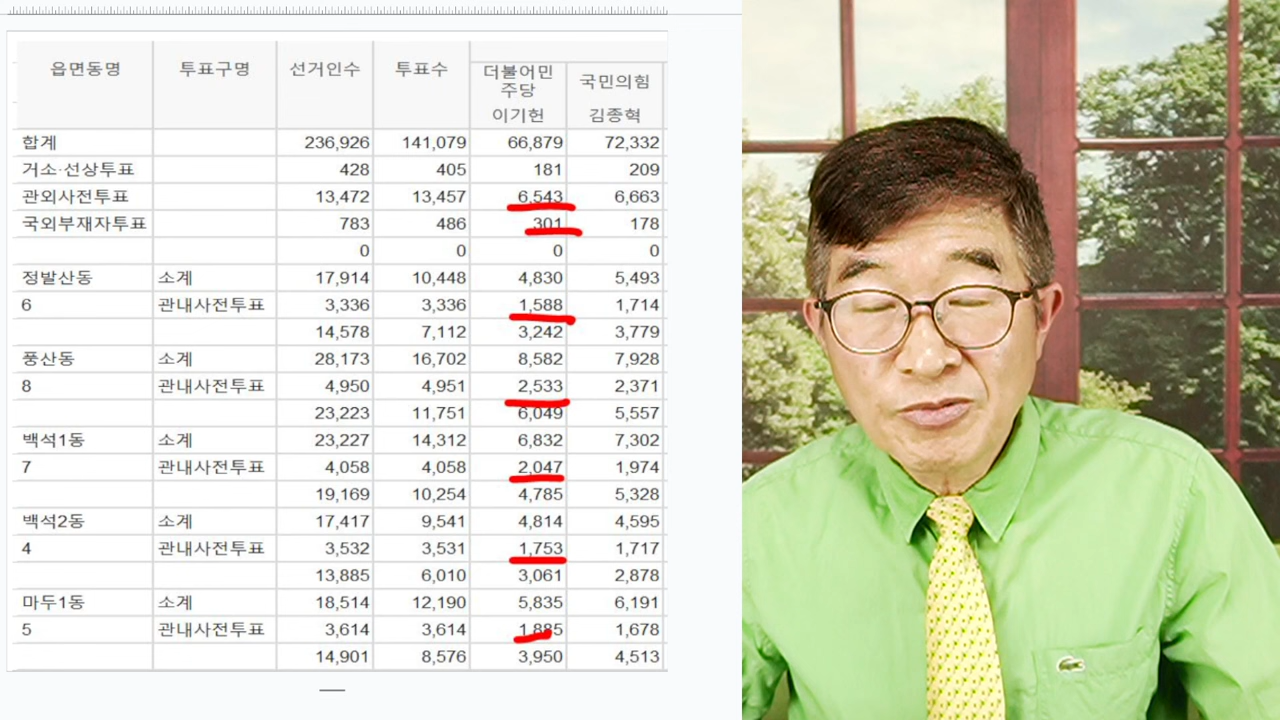 읍면동명 투표구명 선거인수 투표수 더불어민주당 이기헌 국민의힘 김종혁
합계 236,926 141,079 66,879 72,332
거소·선상투표 428 405 181 209
관외사전투표 13,472 13,457 6,543 6,663
국외부재자투표 783 486 301 178
0 0 0 0
정발산동 소계 17,914 10,448 4,830 5,493
6 관내사전투표 3,336 3,336 1,588 1,714
14,578 7,112 3,242 3,779
풍산동 소계 28,173 16,702 8,582 7,928
8 관내사전투표 4,950 4,951 2,533 2,371
23,223 11,751 6,049 5,557
백석1동 소계 23,227 14,312 6,832 7,302
7 관내사전투표 4,058 4,058 2,047 1,974
19,169 10,254 4,785 5,328
백석2동 소계 17,417 9,541 4,814 4,595
4 관내사전투표 3,532 3,531 1,753 1,717
13,885 6,010 3,061 2,878
마두1동 소계 18,514 12,190 5,835 6,191
5 관내사전투표 3,614 3,614 1,885 1,678
14,901 8,576 3,950 4,513